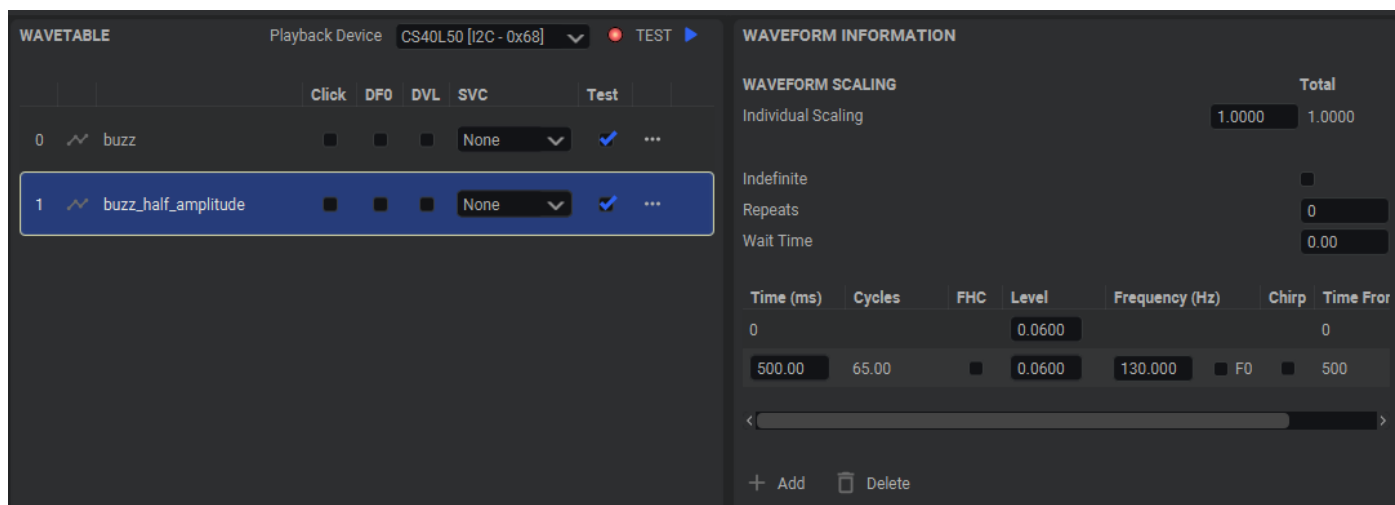 WAVETABLE Playback Device CS40L50 [I2C - 0x68] TEST
Click DF0 DVL SVC Test
0 buzz None ...
1 buzz_half_amplitude None ...
WAVEFORM INFORMATION
WAVEFORM SCALING Total
Individual Scaling 1.0000 1.0000
Indefinite
Repeats 0
Wait Time 0.00
Time (ms) Cycles FHC Level Frequency (Hz) Chirp Time Fror
0 0.0600 0
500.00 65.00 0.0600 130.000 F0 500
+ Add Delete